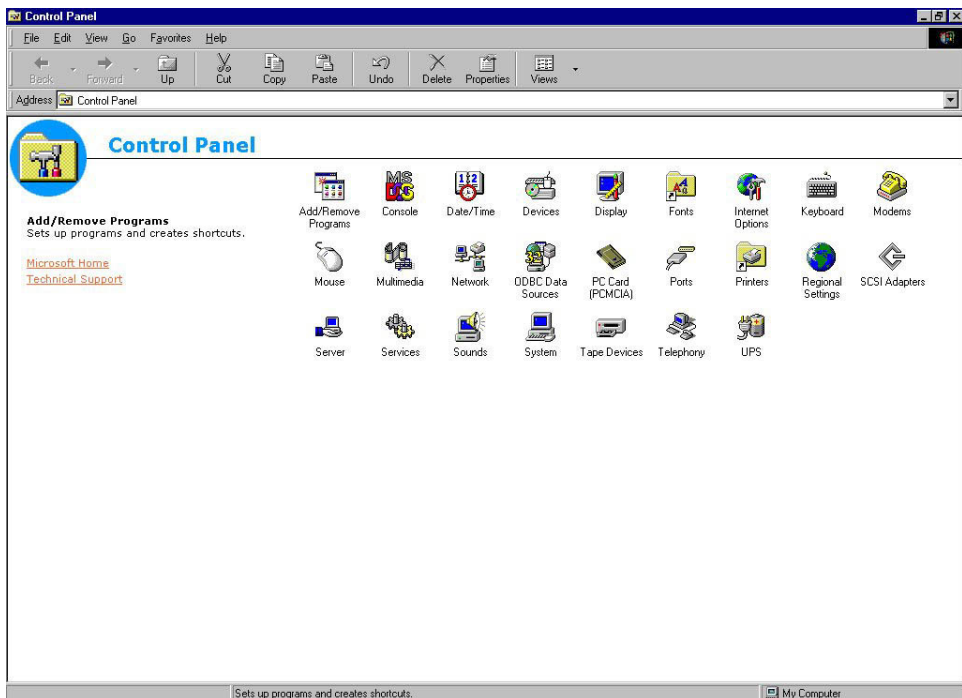 Control Panel
File Edit View Go Favorites Help
Back Forward Up Cut Copy Paste Undo Delete Properties Views
Address Control Panel
Control Panel
Add/Remove Programs
Sets up programs and creates shortcuts.
Microsoft Home
Technical Support
Add/Remove Programs
MS DOS
Console
12
Date/Time
Devices
Display
Fonts
Internet Options
Keyboard
Modems
Mouse
Multimedia
Network
ODBC Data Sources
PC Card (PCMCIA)
Ports
Printers
Regional Settings
SCSI Adapters
Server
Services
Sounds
System
Tape Devices
Telephony
UPS
Sets up programs and creates shortcuts. My Computer